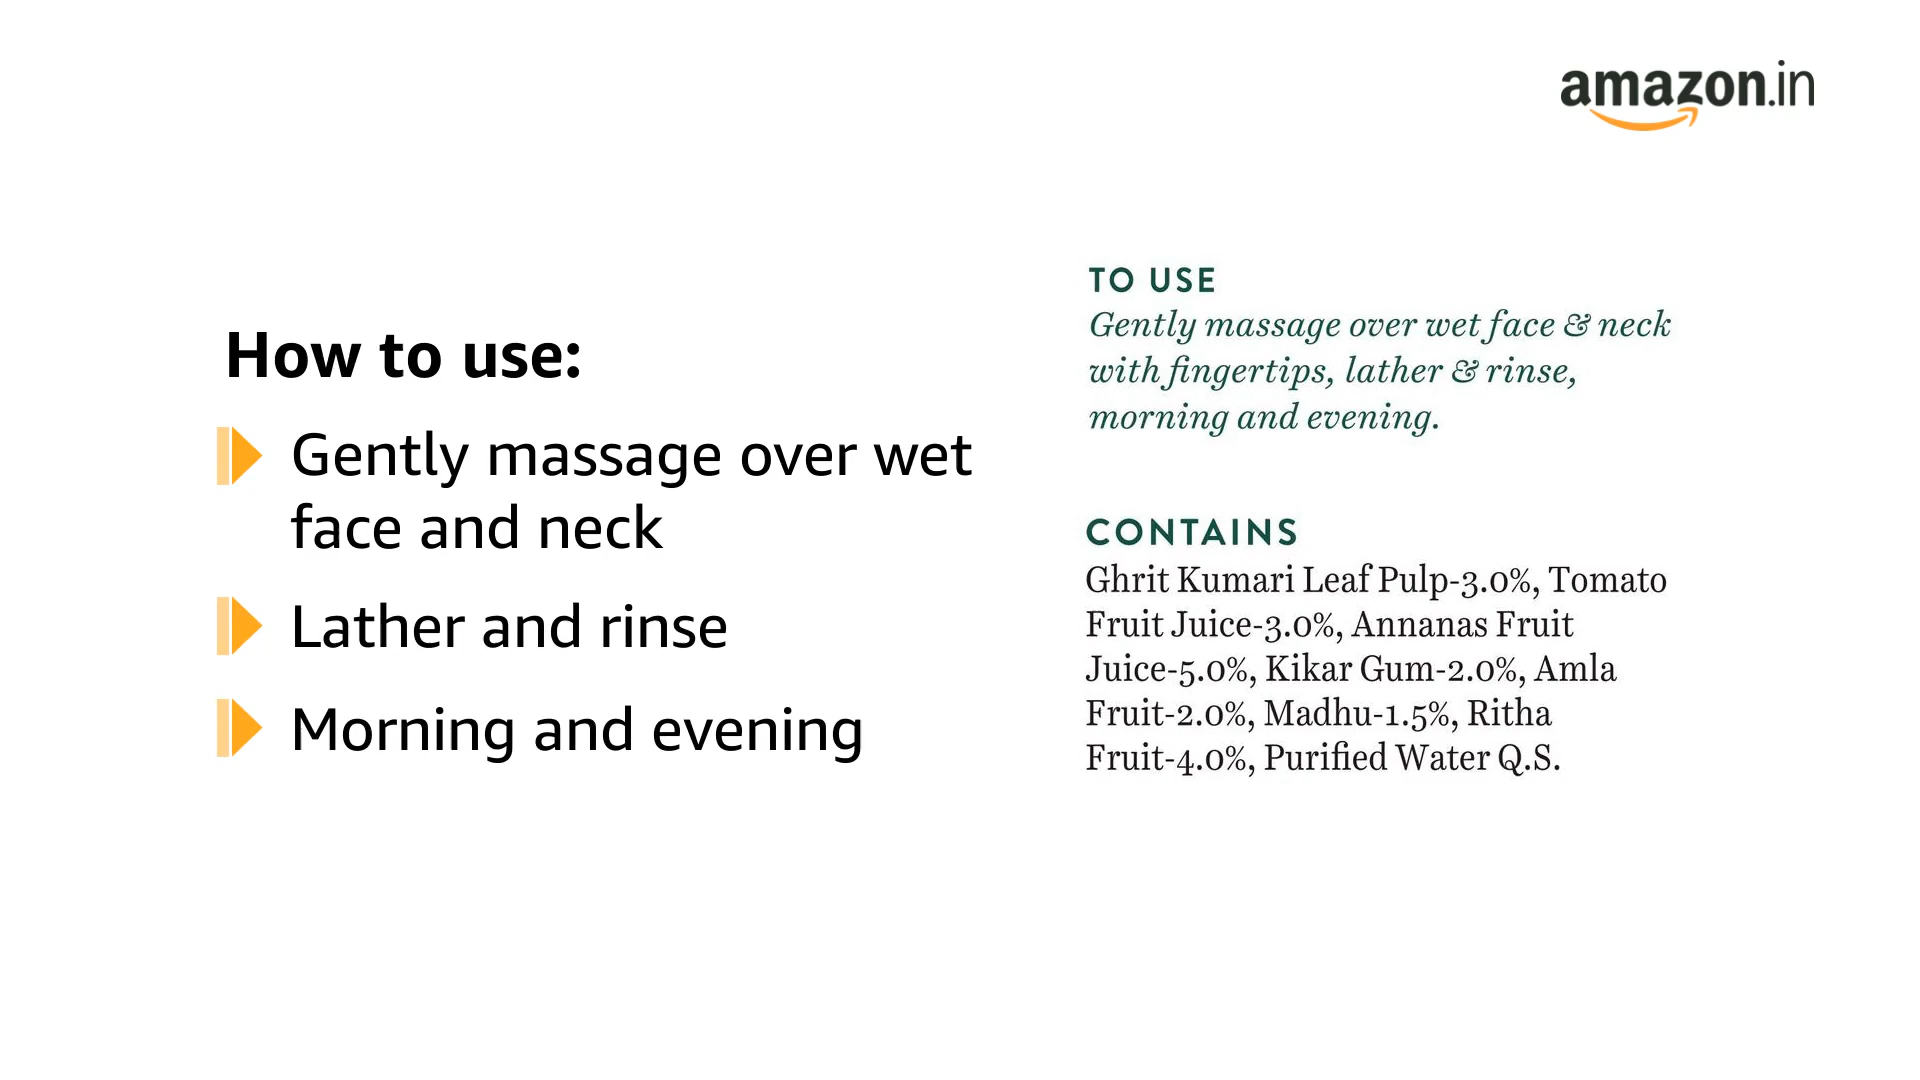 amazon.in
How to use:
Gently massage over wet
face and neck
Lather and rinse
Morning and evening
TO USE
Gently massage over wet face & neck
with fingertips, lather & rinse,
morning and evening.
CONTAINS
Ghrit Kumari Leaf Pulp-3.0%, Tomato
Fruit Juice-3.0%, Annanas Fruit
Juice-5.0%, Kikar Gum-2.0%, Amla
Fruit-2.0%, Madhu-1.5%, Ritha
Fruit-4.0%, Purified Water Q.S.